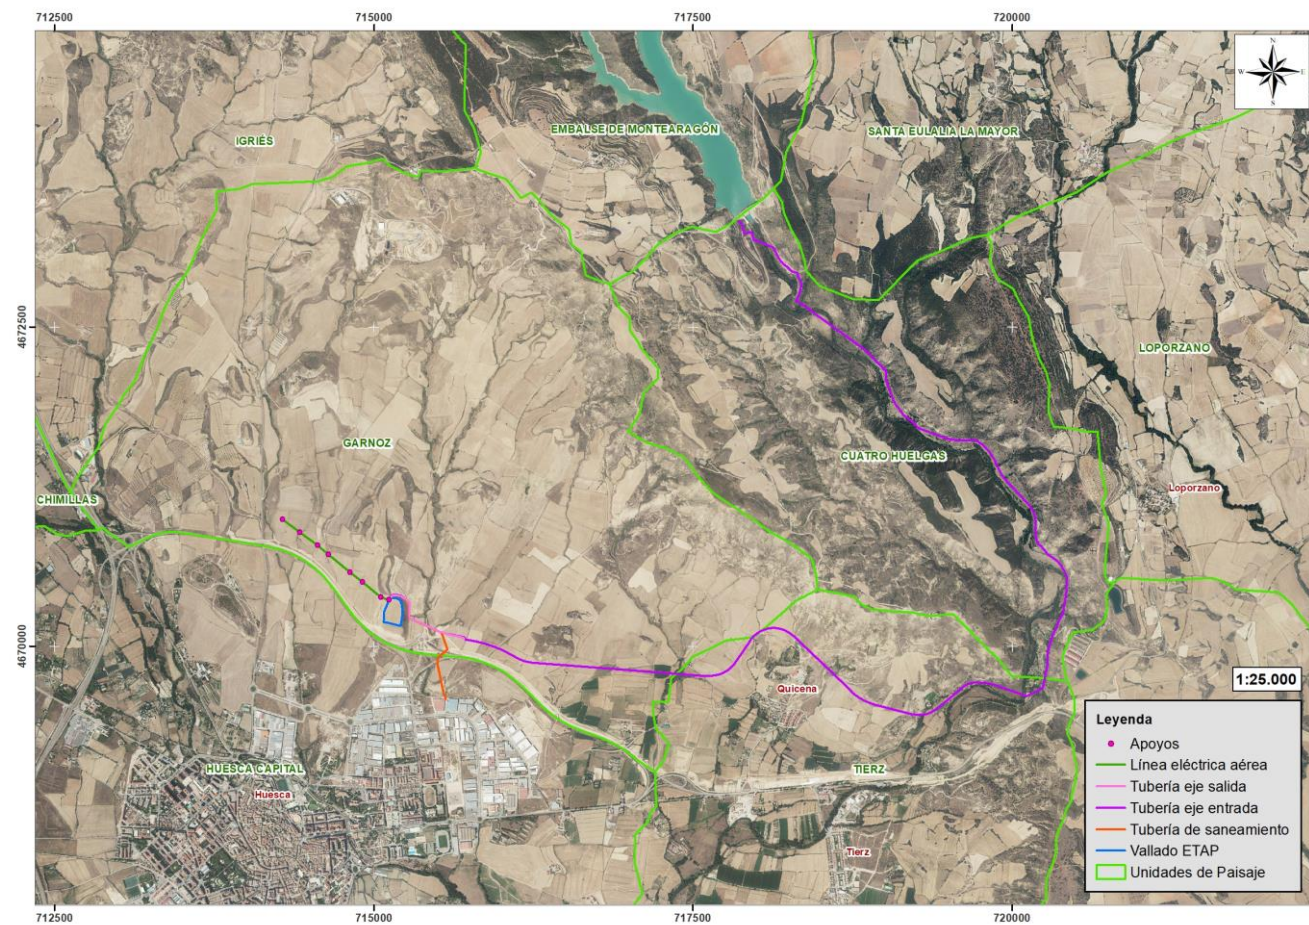 712500
715000
717500
720000
N
W
E
S
EMBALSE DE MONTEARAGÓN
SANTA EULALIA LA MAYOR
IGRIÉS
4672500
LOPORZANO
GARNOZ
CUATRO HUELGAS
Loporzano
CHIMILLAS
4670000
1:25.000
Quicena
HUESCA CAPITAL
TIERZ
Huesca
Tierz
Leyenda
Apoyos
Línea eléctrica aérea
Tubería eje salida
Tubería eje entrada
Tubería de saneamiento
Vallado ETAP
Unidades de Paisaje
712500
715000
717500
720000